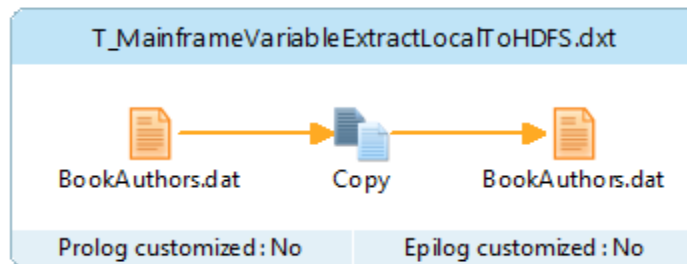 T_MainframeVariableExtractLocalToHDFS.dxt
BookAuthors.dat Copy BookAuthors.dat
Prolog customized : No Epilog customized : No